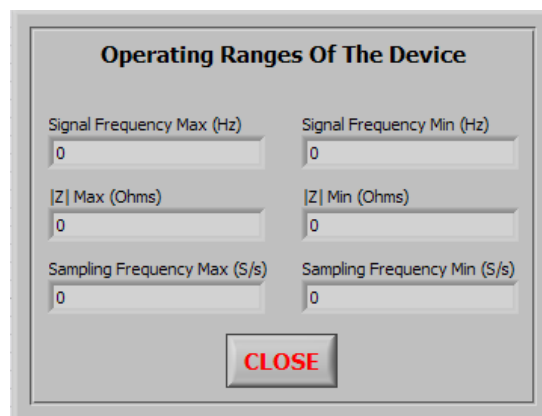 Operating Ranges Of The Device
Signal Frequency Max (Hz) Signal Frequency Min (Hz)
0 0
|Z| Max (Ohms) |Z| Min (Ohms)
0 0
Sampling Frequency Max (S/s) Sampling Frequency Min (S/s)
0 0
CLOSE